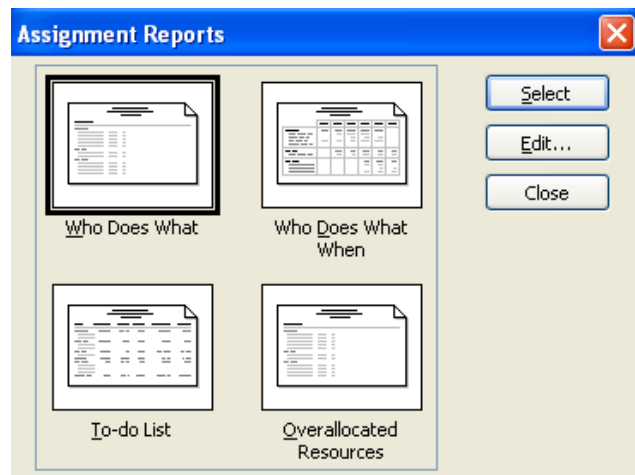 Assignment Reports
Select
Edit...
Close
Who Does What
Who Does What
When
To-do List
Overallocated
Resources